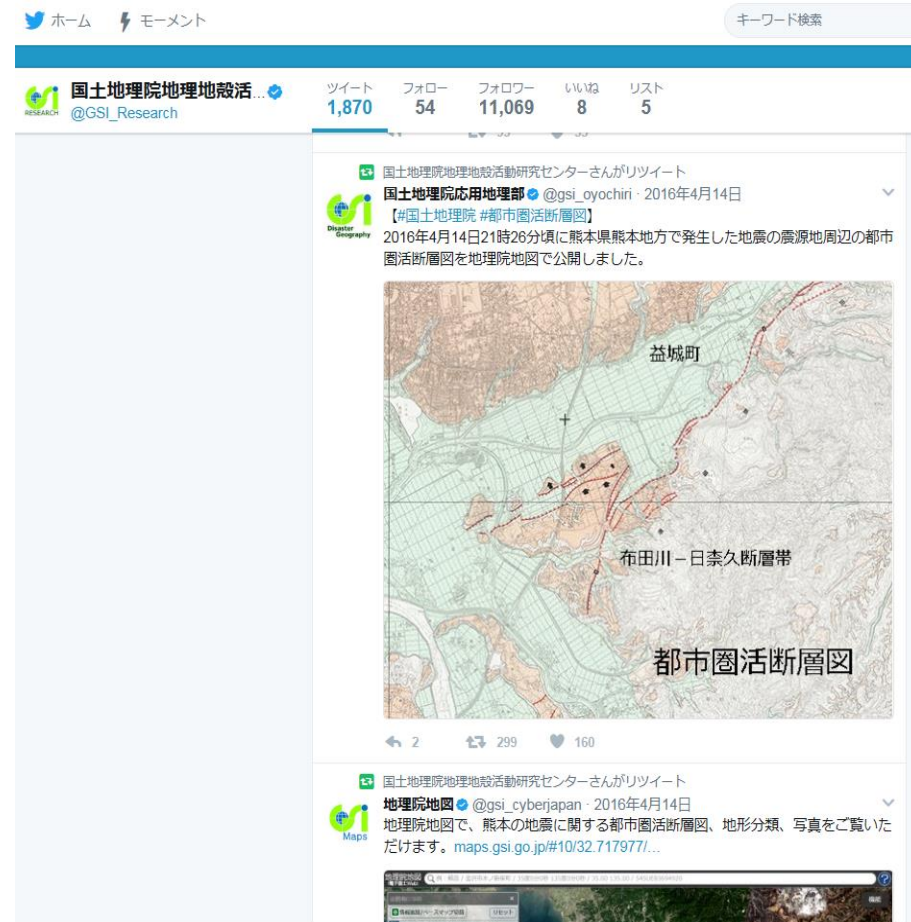 ホーム モーメント キーワード検索
国土地理院地理地殻活... ツイート フォロー フォロワー いいね リスト
RESEARCH @GSI_Research 1,870 54 11,069 8 5
国土地理院地理地殻活動研究センターさんがリツイート
国土地理院応用地理部 @gsi_oyochiri · 2016年4月14日
Disaster
Geography
【#国土地理院 #都市圏活断層図】
2016年4月14日21時26分頃に熊本県熊本地方で発生した地震の震源地周辺の都市
圏活断層図を地理院地図で公開しました。
益城町
布田川－日奈久断層帯
都市圏活断層図
2 299 160
国土地理院地理地殻活動研究センターさんがリツイート
地理院地図 @gsi_cyberjapan · 2016年4月14日
Maps
地理院地図で、熊本の地震に関する都市圏活断層図、地形分類、写真をご覧いた
だけます。maps.gsi.go.jp/#10/32.717977/...
地理院地図
リセット
機能